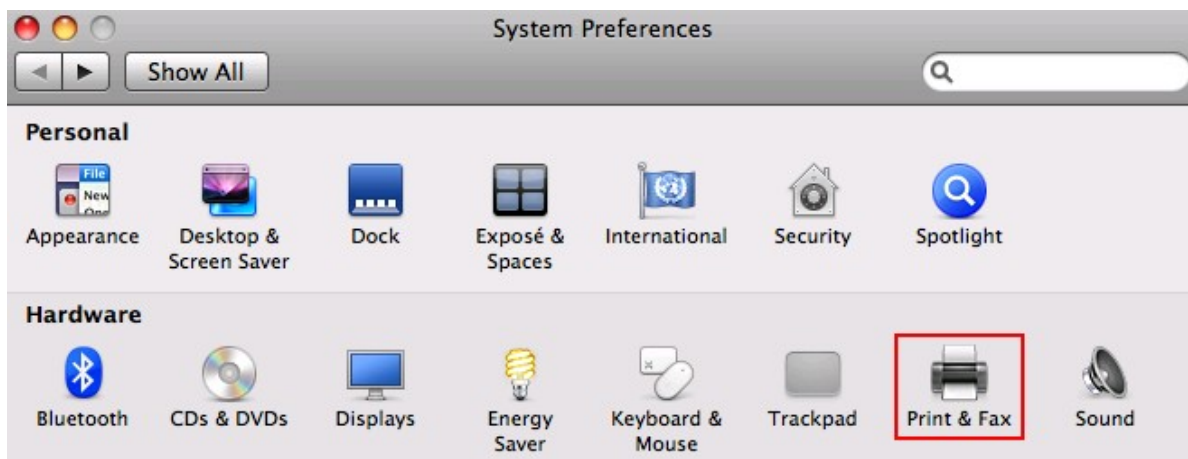 System Preferences
Show All
Personal
File
New
One
Appearance
Desktop &
Screen Saver
Dock
Exposé &
Spaces
International
Security
Spotlight
Hardware
Bluetooth
CDs & DVDs
Displays
Energy
Saver
Keyboard &
Mouse
Trackpad
Print & Fax
Sound